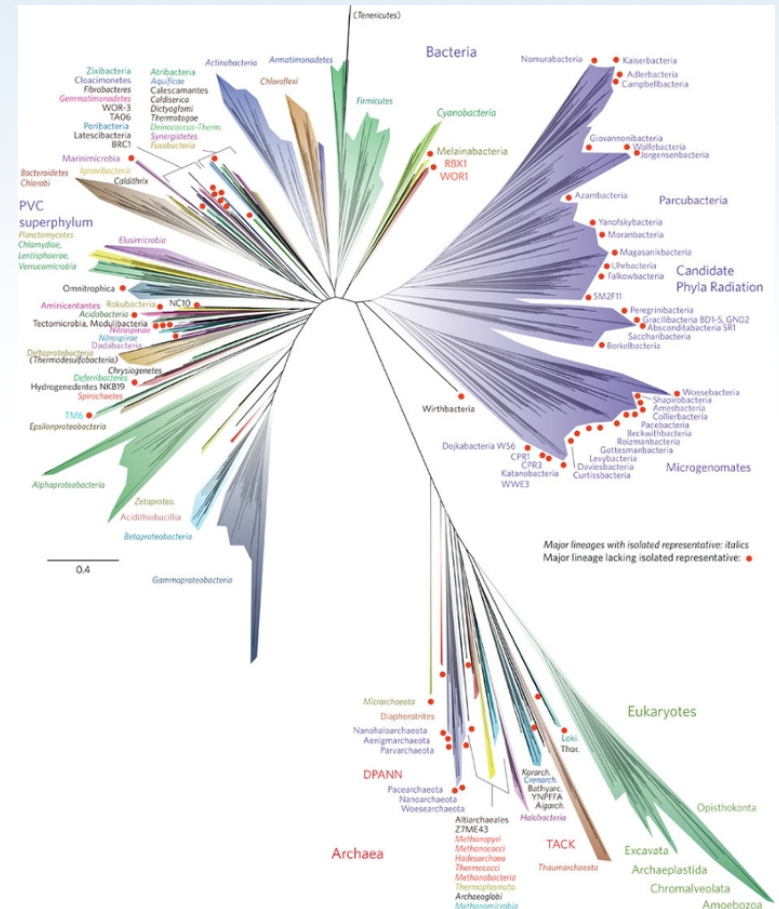 (Tenericutes)
Bacteria
Actinobacteria
Armatimonadetes
Zixibacteria
Cloacimonetes
Fibrobacteres
Gemmatimonadetes
WOR-3
TA06
Poribacteria
Latescibacteria
BRC1
Atribacteria
Aquificae
Calescamantes
Caldiserica
Dictyoglomi
Thermotogae
Deinococcus-Therm.
Synergistetes
Fusobacteria
Chloroflexi
Firmicutes
Cyanobacteria
Melainabacteria
RBX1
WOR1
Nomurabacteria
Kaiserbacteria
Adlerbacteria
Campbellbacteria
Giovannonibacteria
Wolfebacteria
Jorgensenbacteria
Azambacteria
Parcubacteria
Yanofskybacteria
Moranbacteria
Magasanikbacteria
Uhrbacteria
Falkowbacteria
Candidate
Phyla Radiation
SM2F11
Peregrinibacteria
Gracilibacteria BD1-5, GN02
Absconditabacteria SR1
Saccharibacteria
Berkelbacteria
Marinimicrobia
Bacteroidetes
Chlorobi
Ignavibacteria
Caldithrix
PVC
superphylum
Planctomycetes
Chlamydiae,
Lentisphaerae,
Verrucomicrobia
Elusimicrobia
Omnitrophica
Aminicentantes
Rokubacteria
NC10
Acidobacteria
Tectomicrobia, Modulibacteria
Nitrospinae
Nitrospirae
Dadabacteria
Deltaproteobacteria
(Thermodesulfobacteria)
Chrysiogenetes
Deferribacteres
Hydrogenedentes NKB19
Spirochaetes
TM6
Epsilonproteobacteria
Alphaproteobacteria
Zetaproteo.
Acidithiobacillia
Betaproteobacteria
Gammaproteobacteria
0.4
Wirthbacteria
Woesebacteria
Shapirobacteria
Amesbacteria
Collierbacteria
Pacebacteria
Beckwithbacteria
Roizmanbacteria
Gottesmanbacteria
Levybacteria
Daviesbacteria
Curtissbacteria
Microgenomates
Dojkabacteria WS6
CPR1
CPR3
Katanobacteria
WWE3
Major lineages with isolated representative: italics
Major lineage lacking isolated representative:
Micrarchaeota
Diapherotrites
Nanohaloarchaeota
Aenigmarchaeota
Parvarchaeota
DPANN
Pacearchaeota
Nanoarchaeota
Woesearchaeota
Archaea
Altiarchaeales
Z7ME43
Methanopyri
Methanococci
Hadesarchaea
Thermococci
Methanobacteria
Thermoplasmata
Archaeoglobi
Methanomicrobia
Halobacteria
Korarch.
Crenarch.
Bathyarc.
YNPFFA
Aigarch.
TACK
Thaumarchaeota
Loki.
Thor.
Eukaryotes
Opisthokonta
Excavata
Archaeplastida
Chromalveolata
Amoebozoa